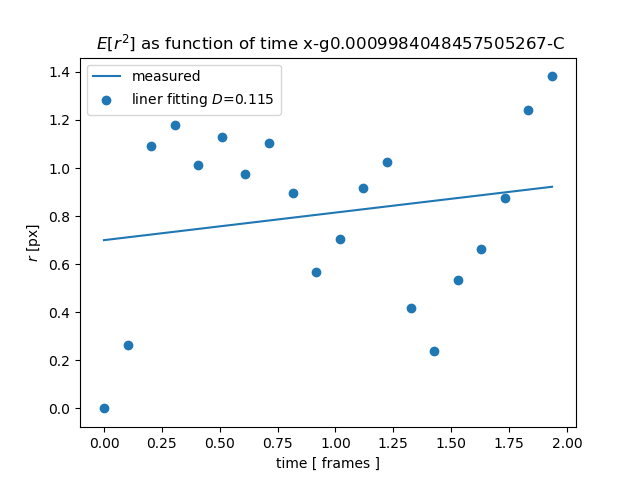 E[r²] as function of time x-g0.0009984048457505267-C
measured
liner fitting D=0.115
1.4
1.2
1.0
0.8
0.6
0.4
0.2
0.0
r [px]
0.00 0.25 0.50 0.75 1.00 1.25 1.50 1.75 2.00
time [ frames ]